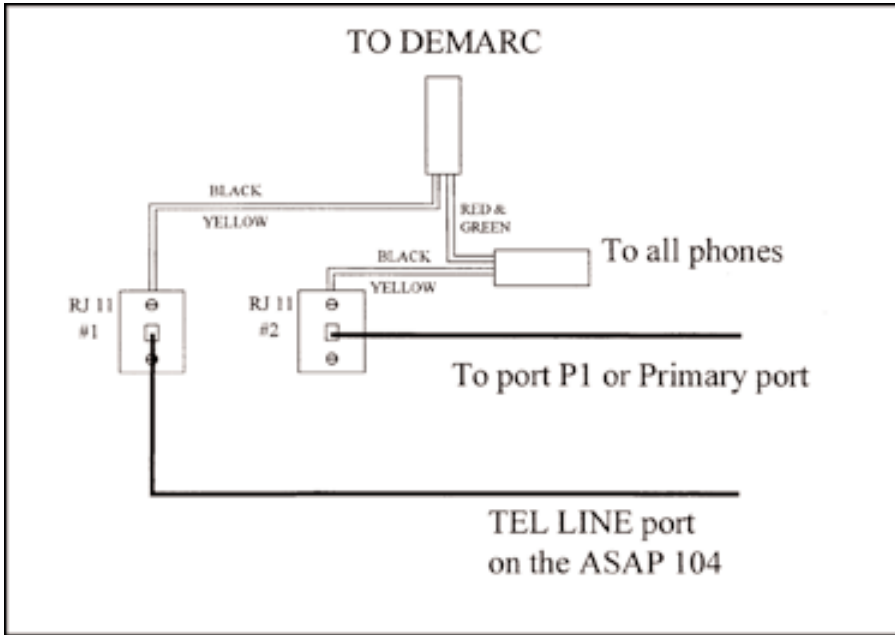 TO DEMARC
BLACK
YELLOW
RED &
GREEN
BLACK
YELLOW
To all phones
RJ 11
#1
RJ 11
#2
To port P1 or Primary port
TEL LINE port
on the ASAP 104